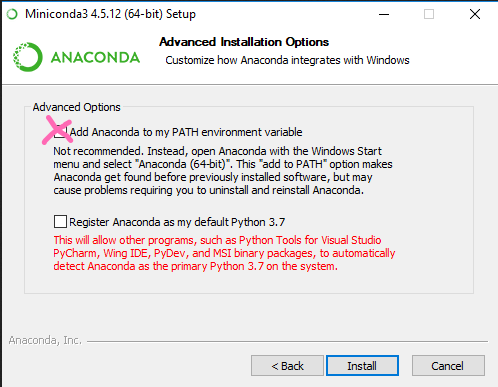 Miniconda3 4.5.12 (64-bit) Setup
ANACONDA
Advanced Installation Options
Customize how Anaconda integrates with Windows
Advanced Options
Add Anaconda to my PATH environment variable
Not recommended. Instead, open Anaconda with the Windows Start
menu and select "Anaconda (64-bit)". This "add to PATH" option makes
Anaconda get found before previously installed software, but may
cause problems requiring you to uninstall and reinstall Anaconda.
Register Anaconda as my default Python 3.7
This will allow other programs, such as Python Tools for Visual Studio
PyCharm, Wing IDE, PyDev, and MSI binary packages, to automatically
detect Anaconda as the primary Python 3.7 on the system.
Anaconda, Inc.
< Back
Install
Cancel